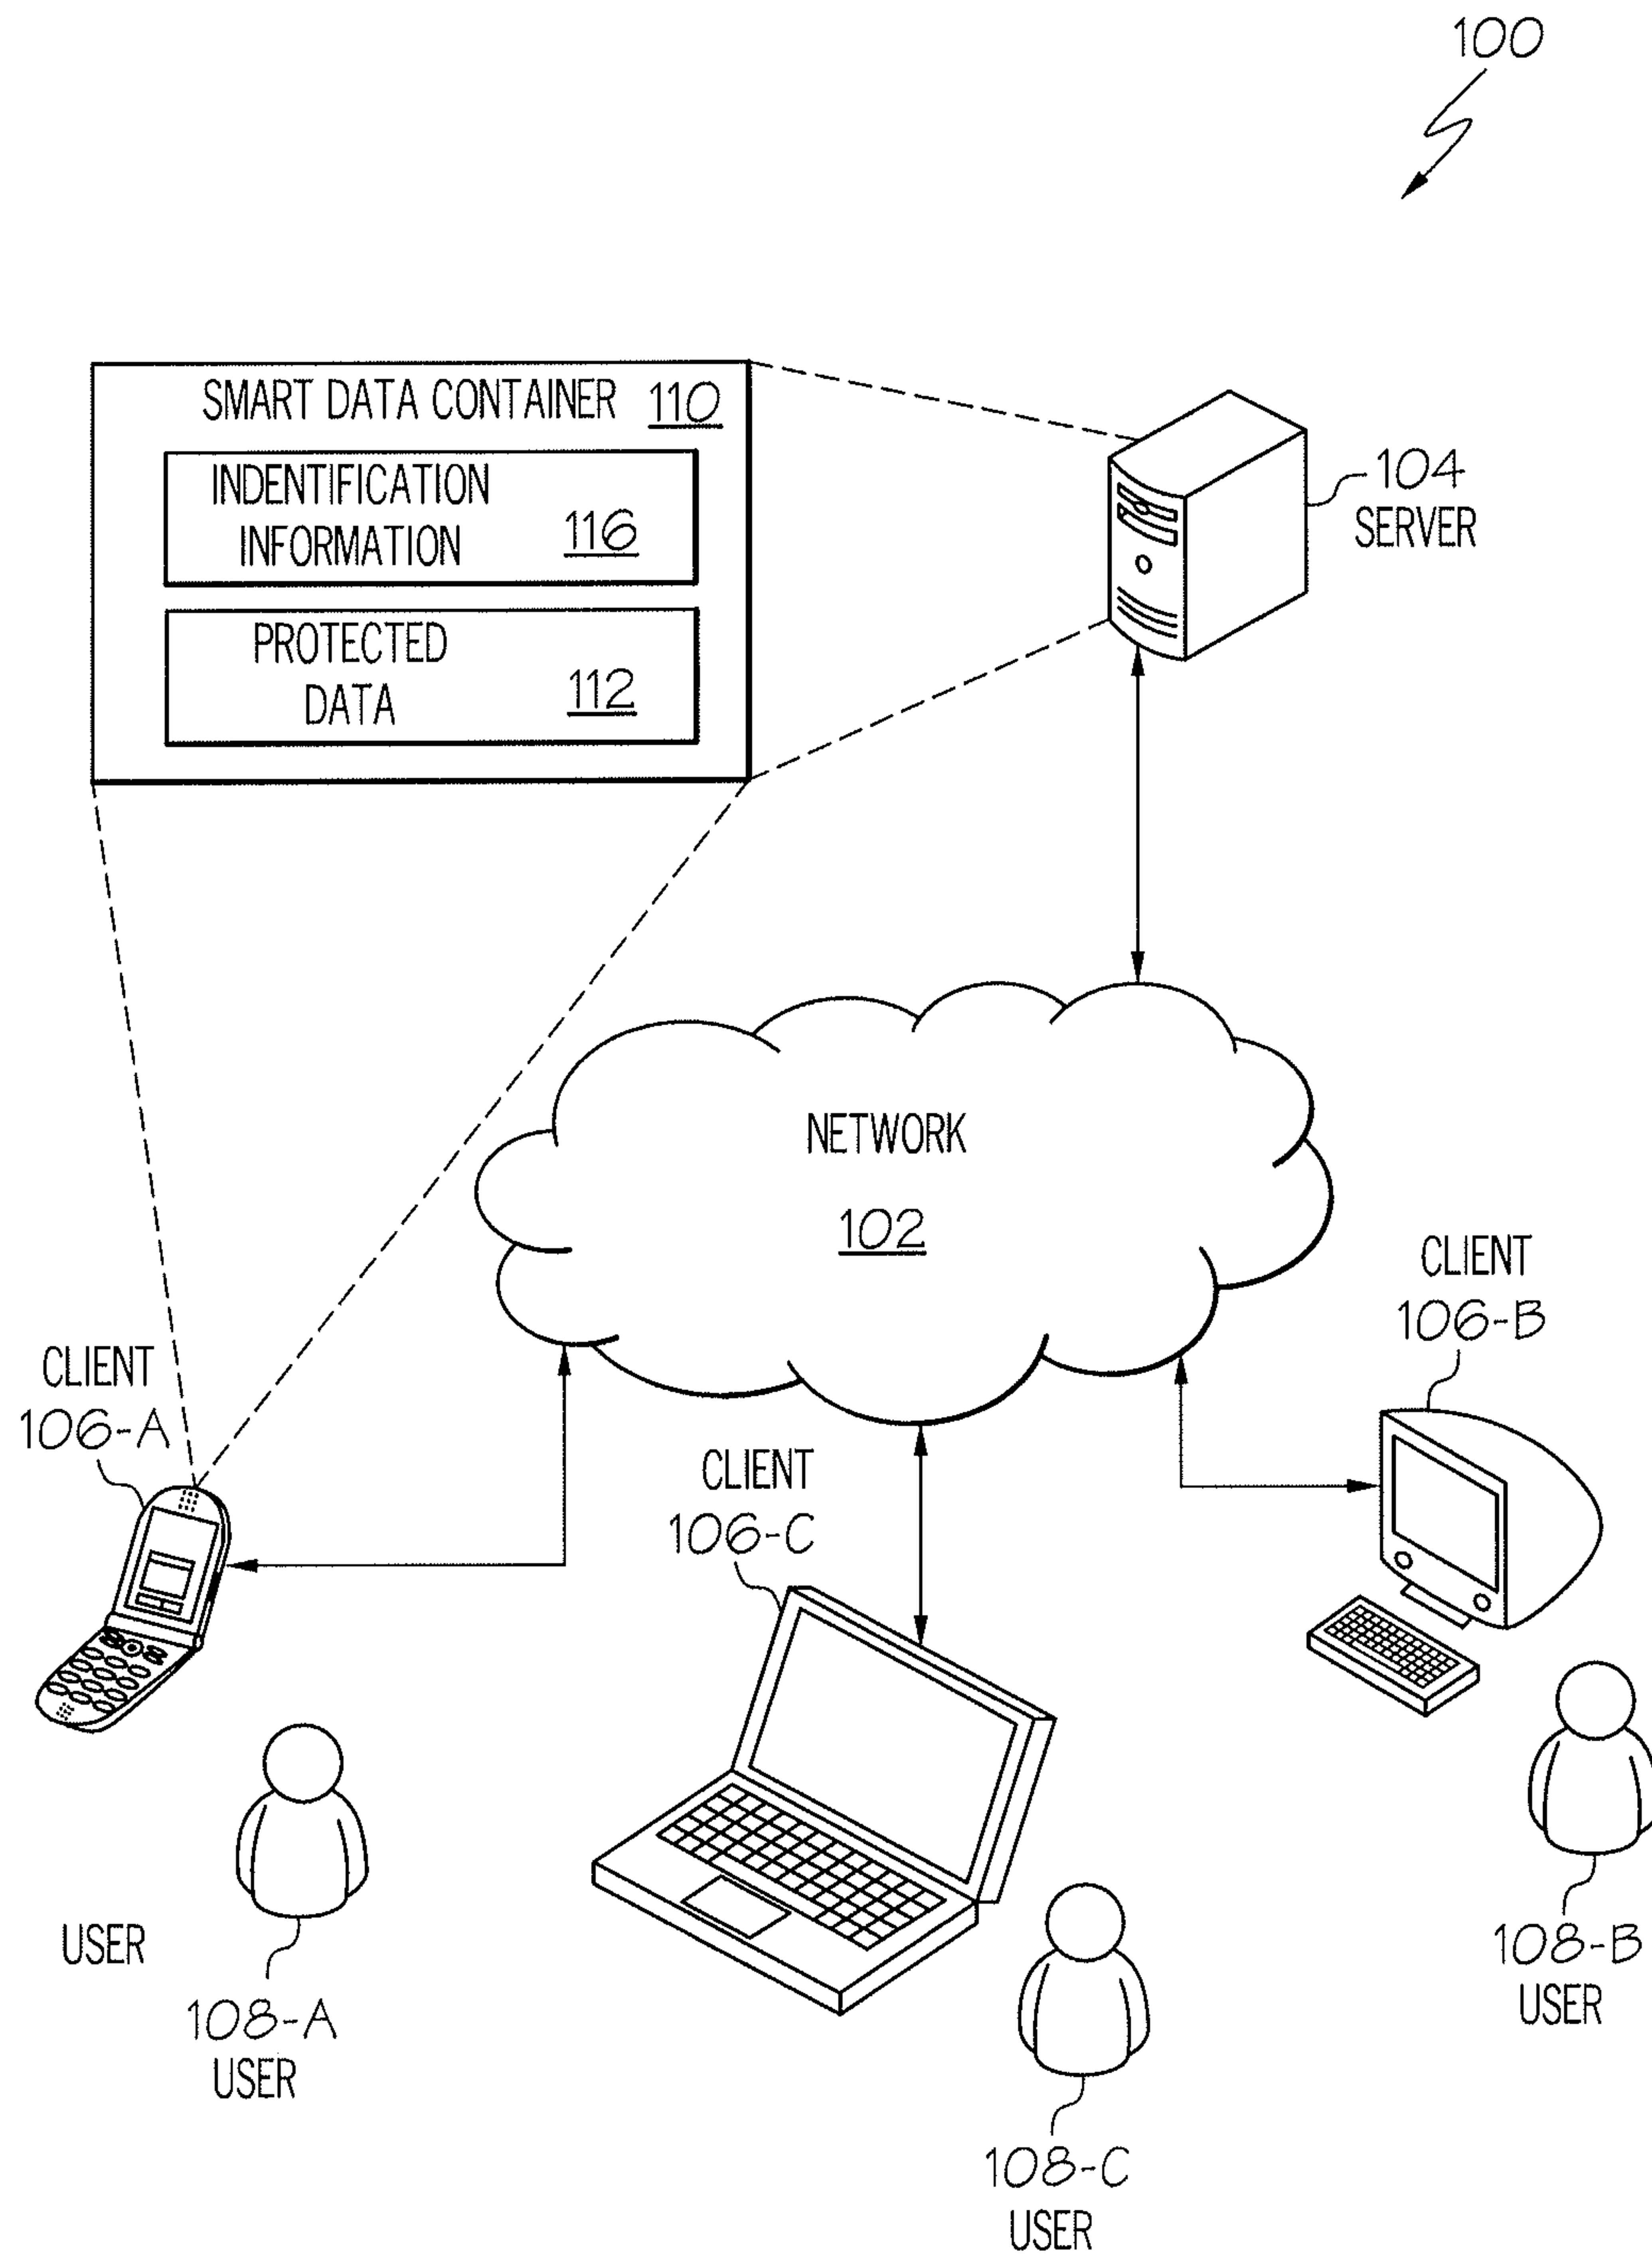 100
SMART DATA CONTAINER 110
INDENTIFICATION
INFORMATION 116
PROTECTED
DATA 112
104
SERVER
NETWORK
102
CLIENT
106-B
CLIENT
106-A
CLIENT
106-C
USER
108-A
USER
108-B
USER
108-C
USER